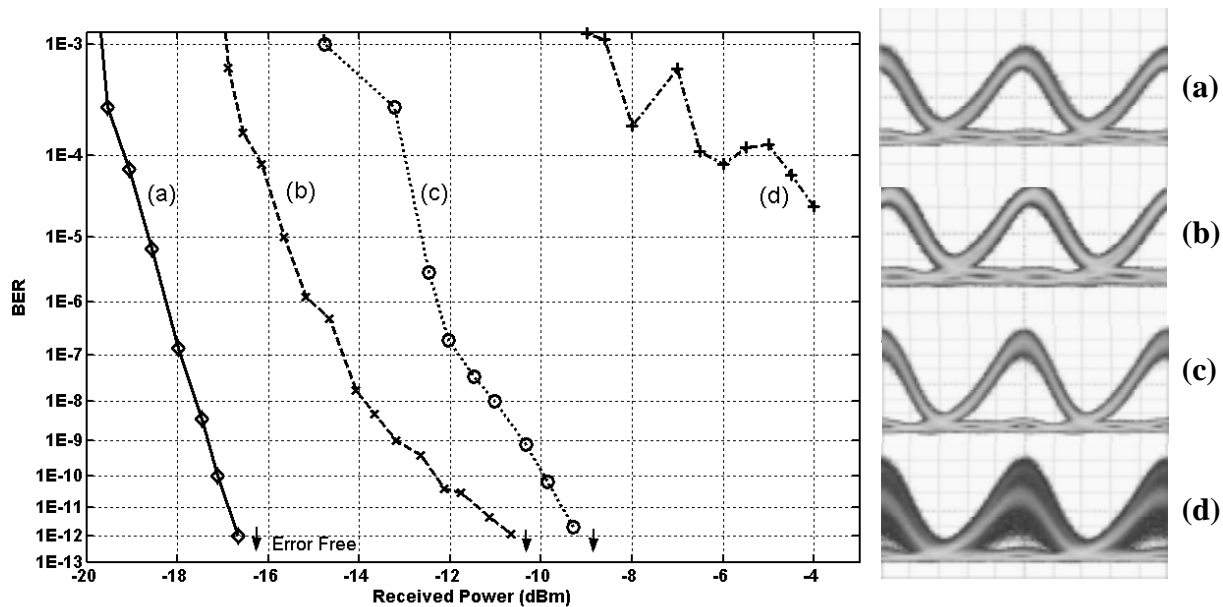 1E-3
1E-4
1E-5
1E-6
1E-7
1E-8
1E-9
1E-10
1E-11
1E-12
1E-13
BER
(a)
(b)
(c)
(d)
Error Free
-20 -18 -16 -14 -12 -10 -8 -6 -4
Received Power (dBm)
(a)
(b)
(c)
(d)